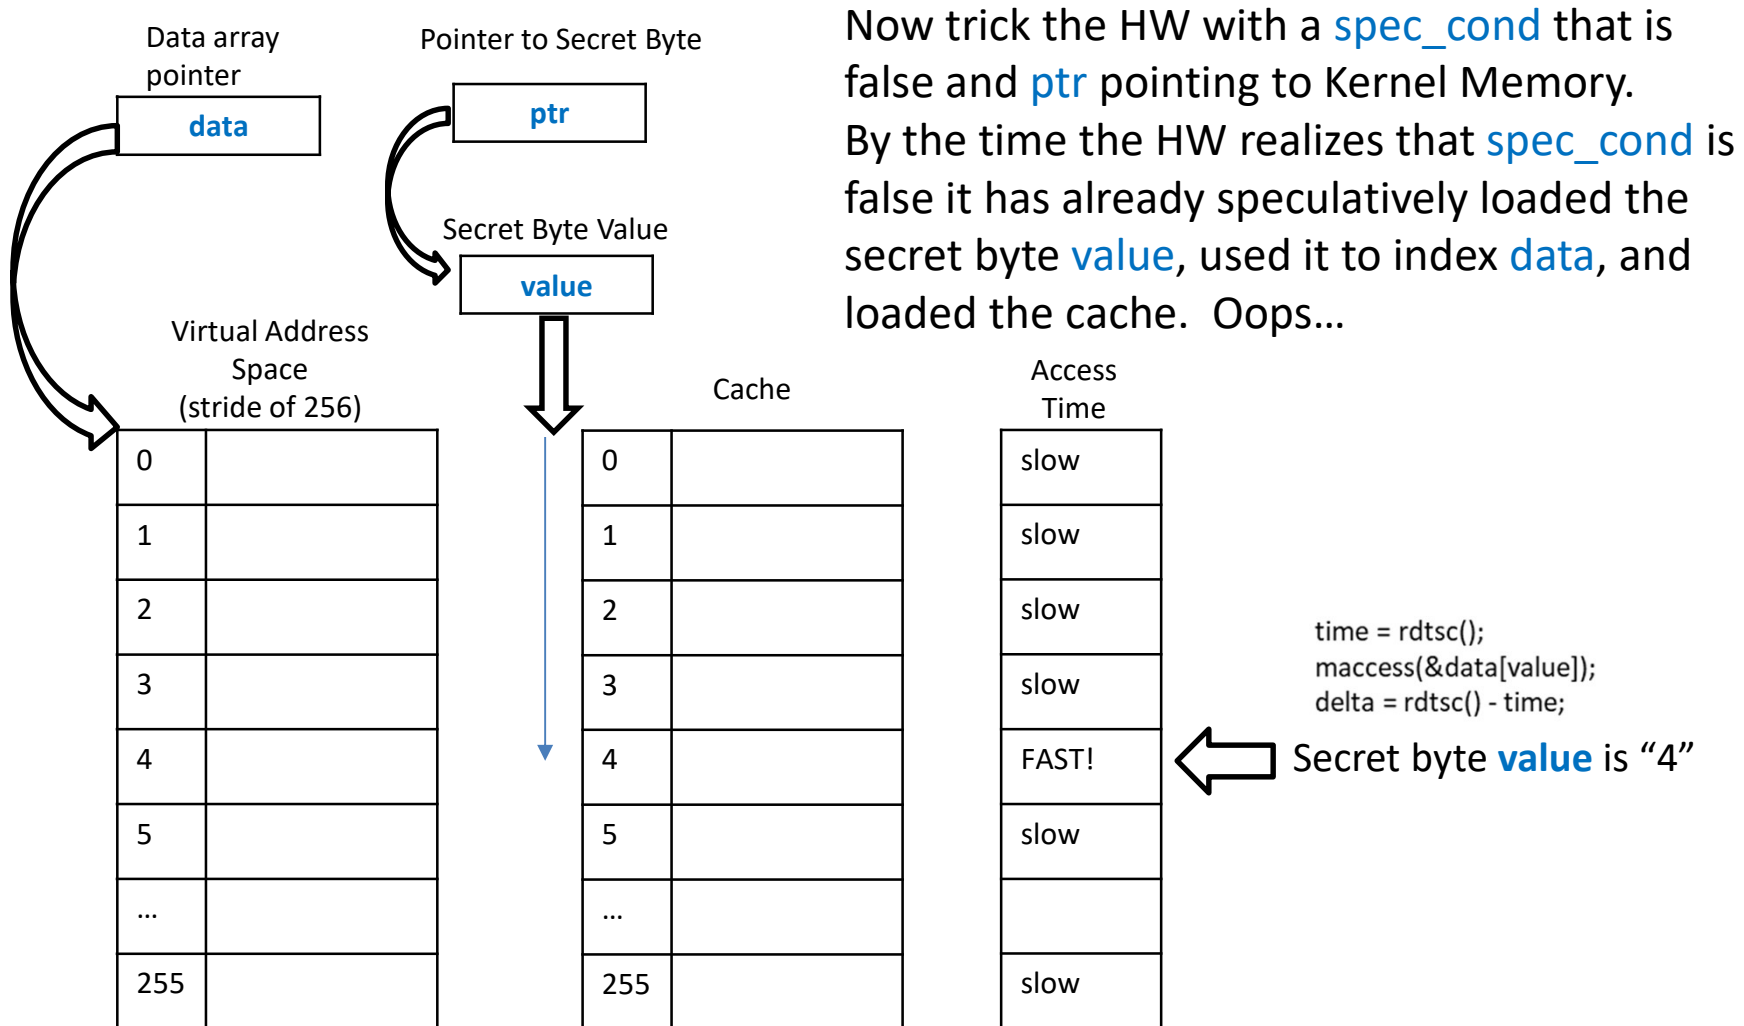 Data array
pointer
data
Pointer to Secret Byte
ptr
Secret Byte Value
value
Now trick the HW with a spec_cond that is
false and ptr pointing to Kernel Memory.
By the time the HW realizes that spec_cond is
false it has already speculatively loaded the
secret byte value, used it to index data, and
loaded the cache.  Oops…
Virtual Address
Space
(stride of 256)
0
1
2
3
4
5
…
255
Cache
0
1
2
3
4
5
…
255
Access
Time
slow
slow
slow
slow
FAST!
slow
slow
time = rdtsc();
maccess(&data[value]);
delta = rdtsc() - time;
Secret byte value is “4”